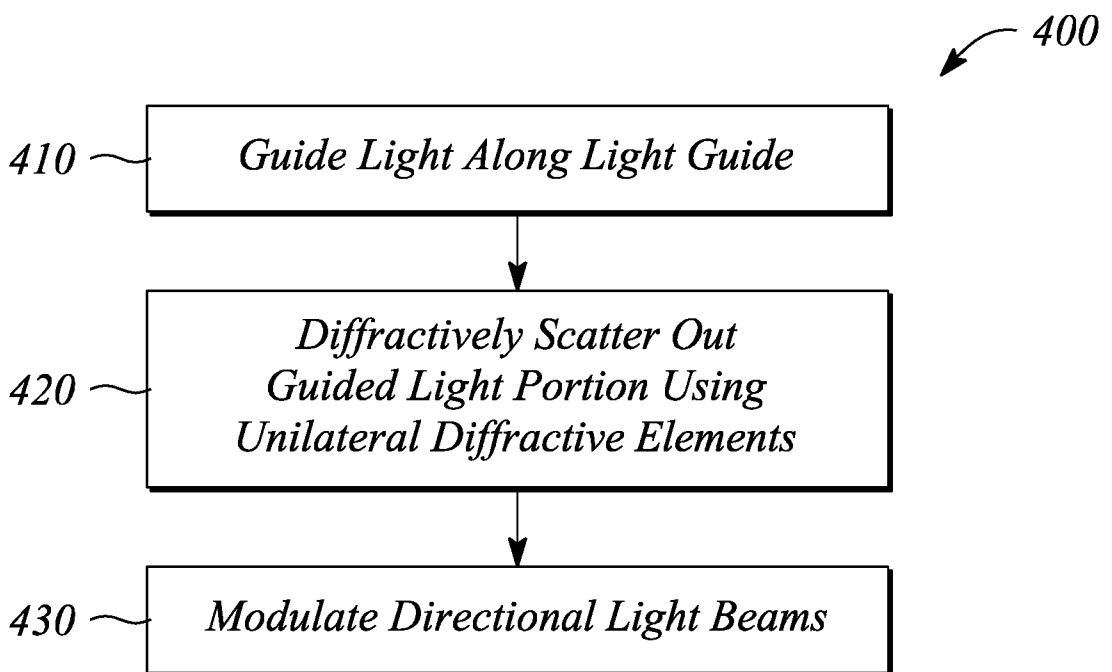 400
410
Guide Light Along Light Guide
420
Diffractively Scatter Out
Guided Light Portion Using
Unilateral Diffractive Elements
430
Modulate Directional Light Beams